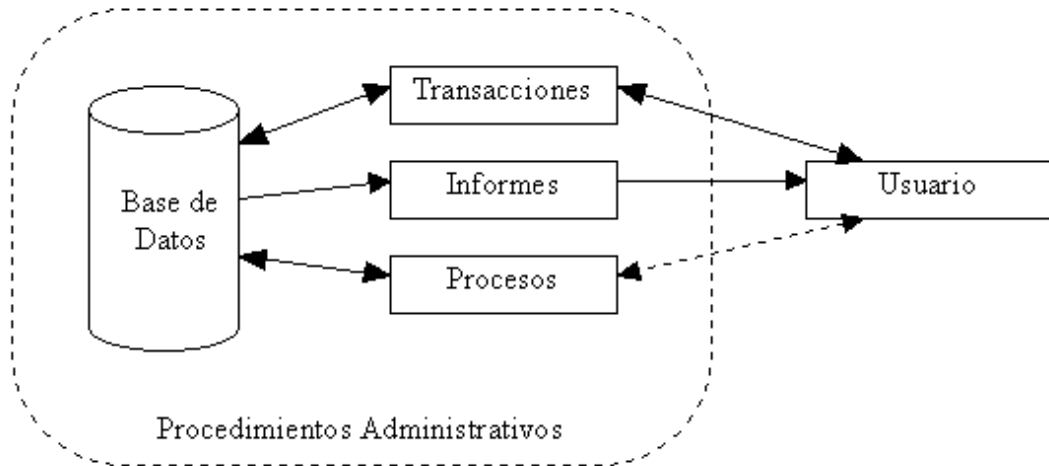 Transacciones
Informes
Usuario
Base de
Datos
Procesos
Procedimientos Administrativos